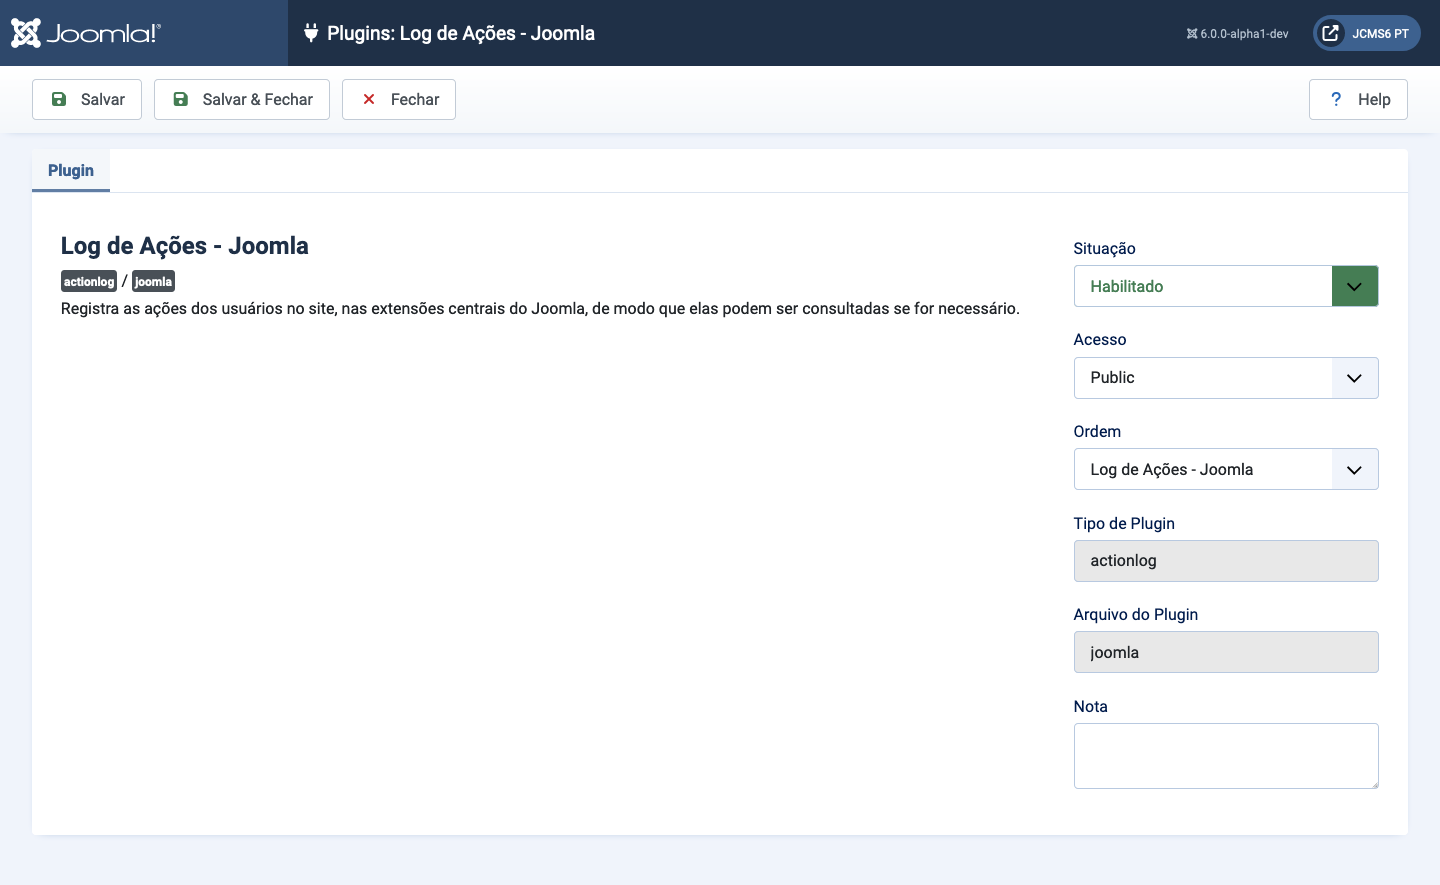 Joomla!®
Plugins: Log de Ações - Joomla
6.0.0-alpha1-dev
JCMS6 PT
Salvar
Salvar & Fechar
Fechar
? Help
Plugin
Log de Ações - Joomla
actionlog / joomla
Registra as ações dos usuários no site, nas extensões centrais do Joomla, de modo que elas podem ser consultadas se for necessário.
Situação
Habilitado
Acesso
Public
Ordem
Log de Ações - Joomla
Tipo de Plugin
actionlog
Arquivo do Plugin
joomla
Nota